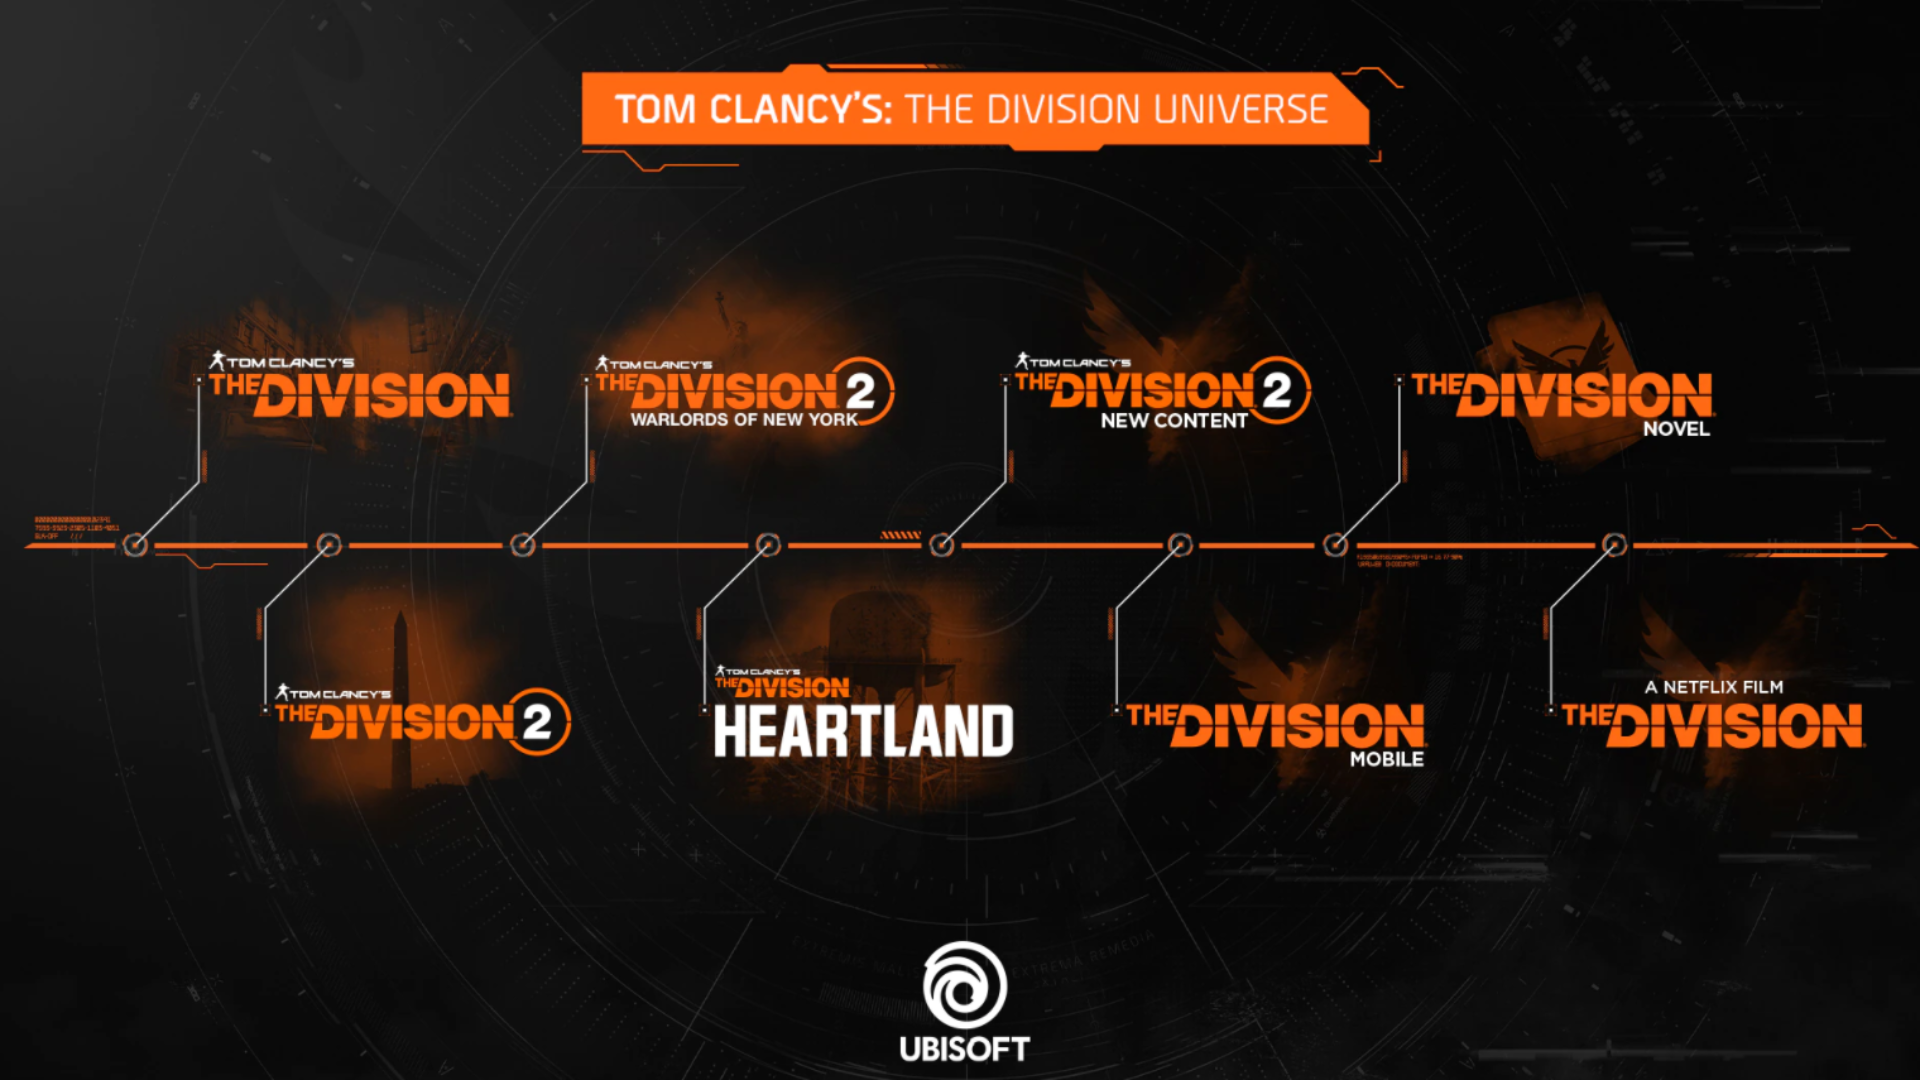 TOM CLANCY'S: THE DIVISION UNIVERSE
TOM CLANCY'S
THE DIVISION
TOM CLANCY'S
THE DIVISION 2
WARLORDS OF NEW YORK
TOM CLANCY'S
THE DIVISION 2
NEW CONTENT
THE DIVISION
NOVEL
TOM CLANCY'S
THE DIVISION 2
TOM CLANCY'S
THE DIVISION
HEARTLAND
THE DIVISION
MOBILE
A NETFLIX FILM
THE DIVISION
EXTREMA REMEDIA
UBISOFT